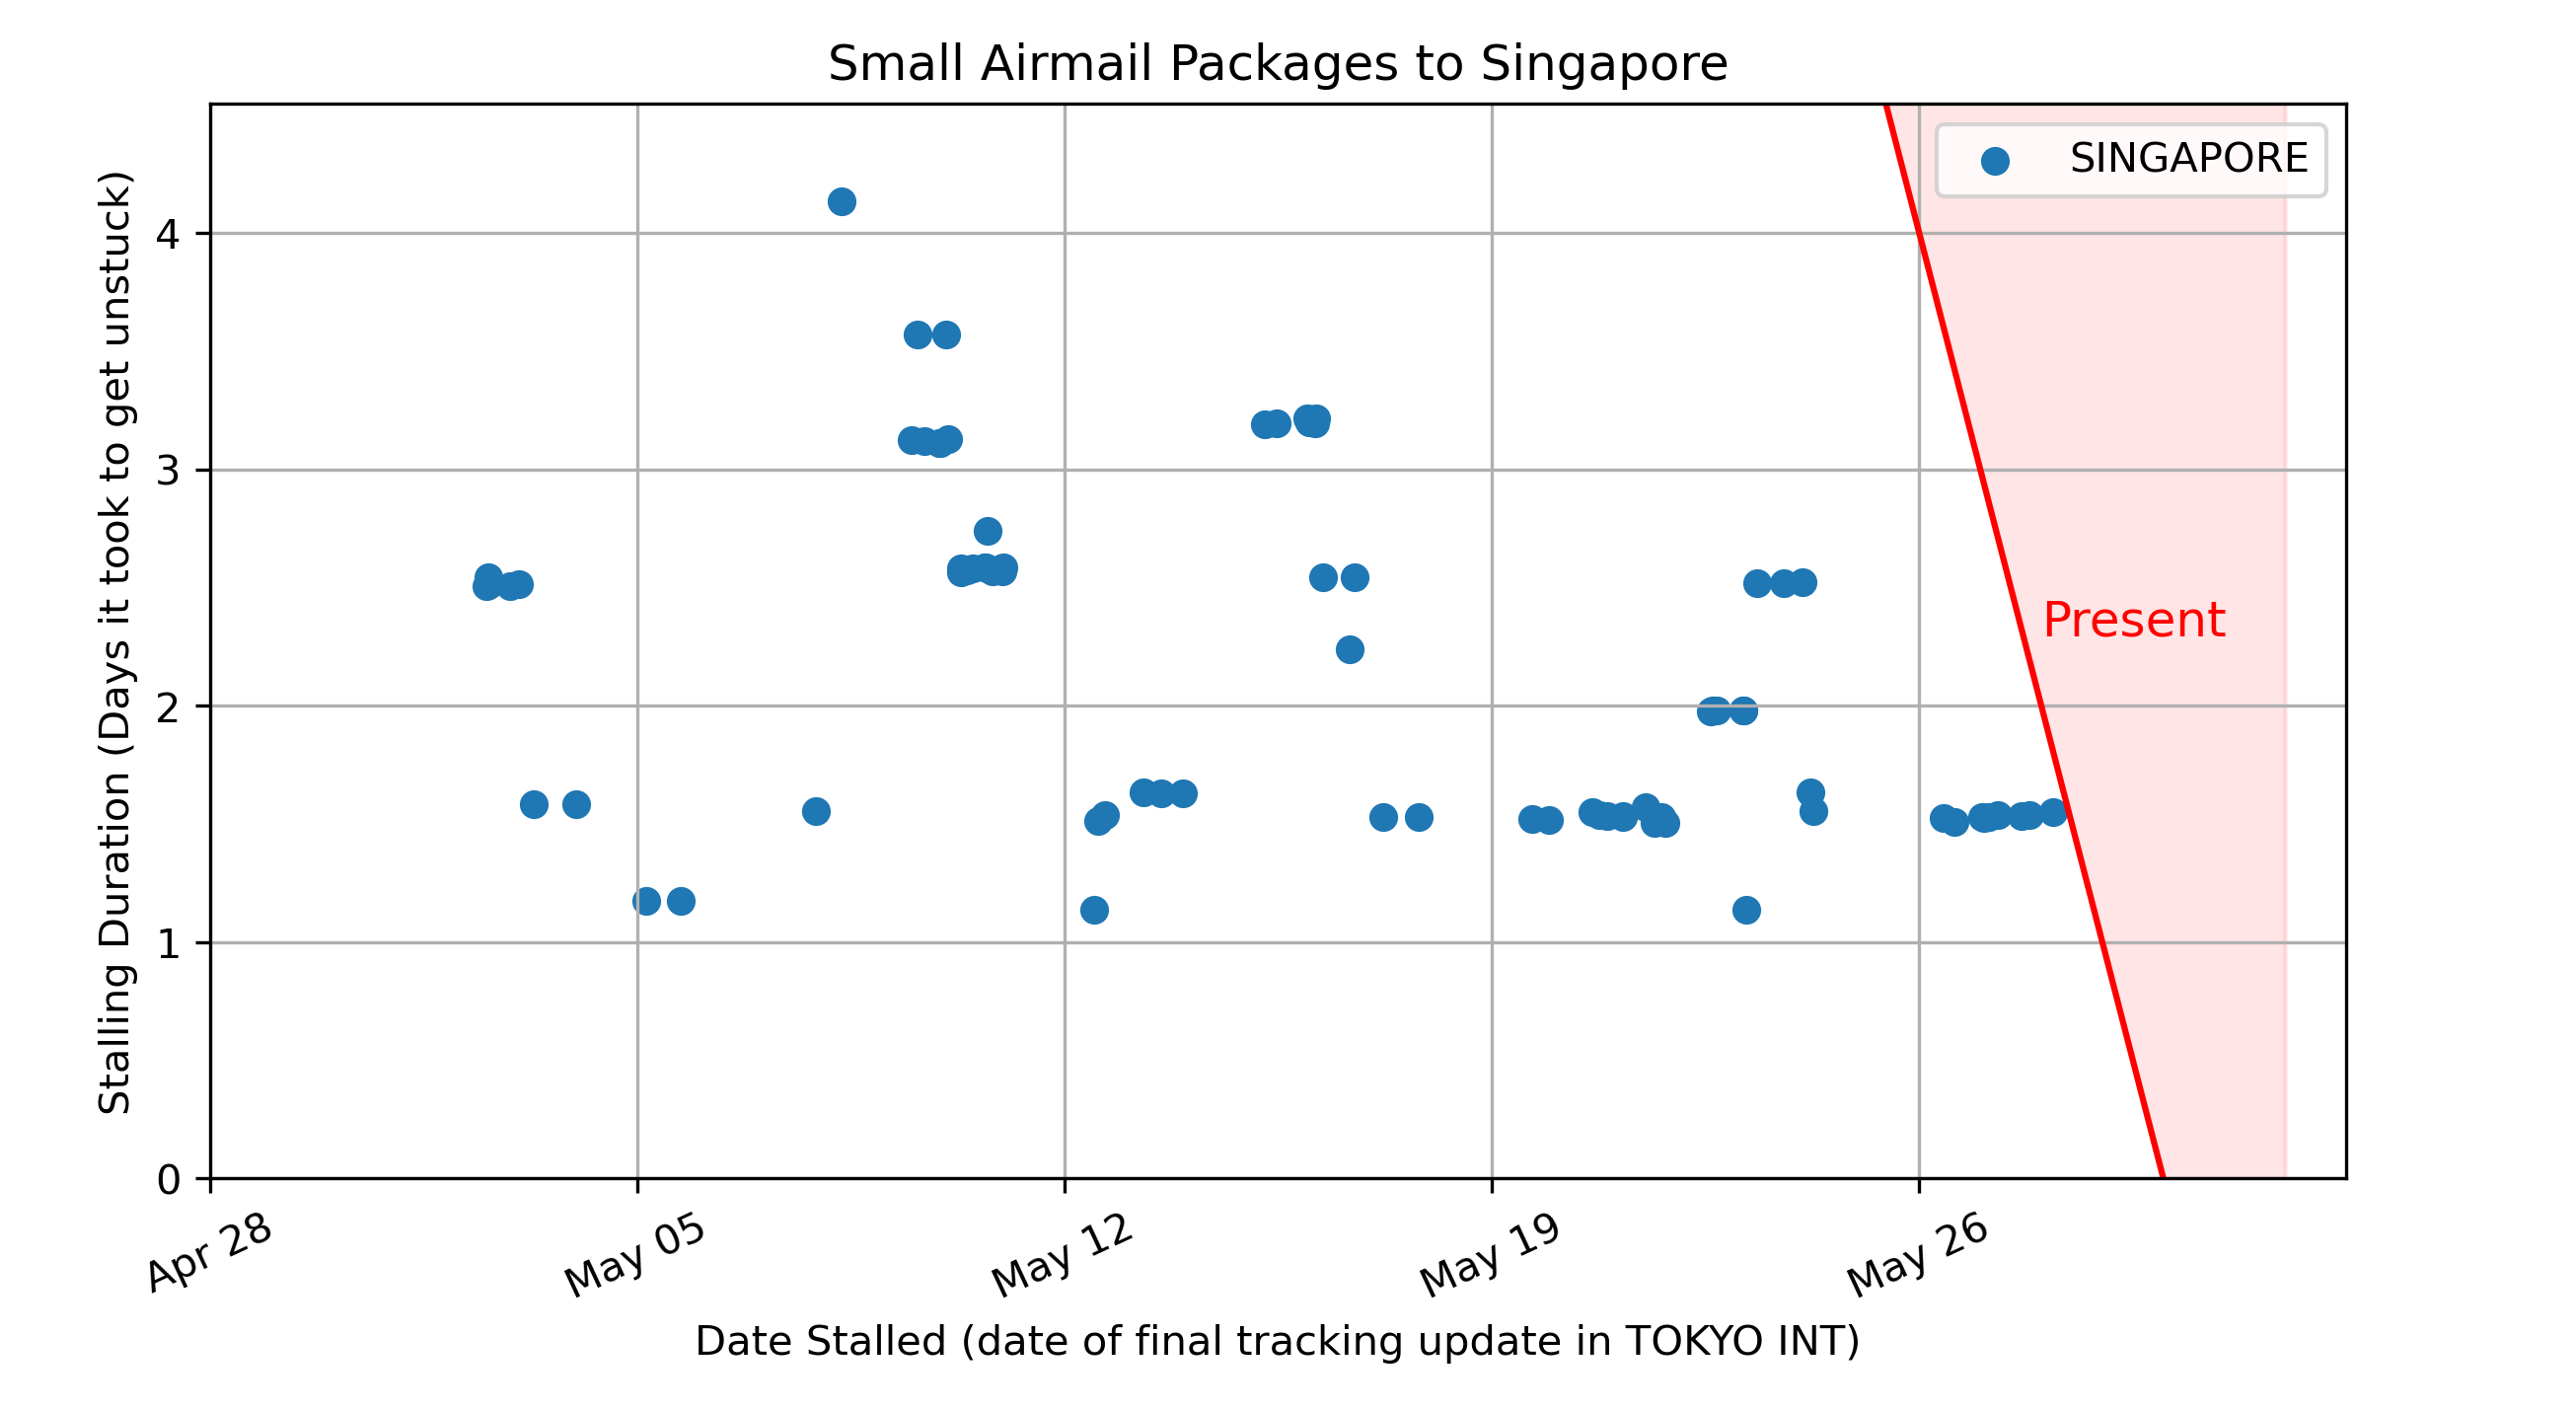 Small Airmail Packages to Singapore
SINGAPORE
Stalling Duration (Days it took to get unstuck)
4
3
2
1
0
Present
Apr 28
May 05
May 12
May 19
May 26
Date Stalled (date of final tracking update in TOKYO INT)